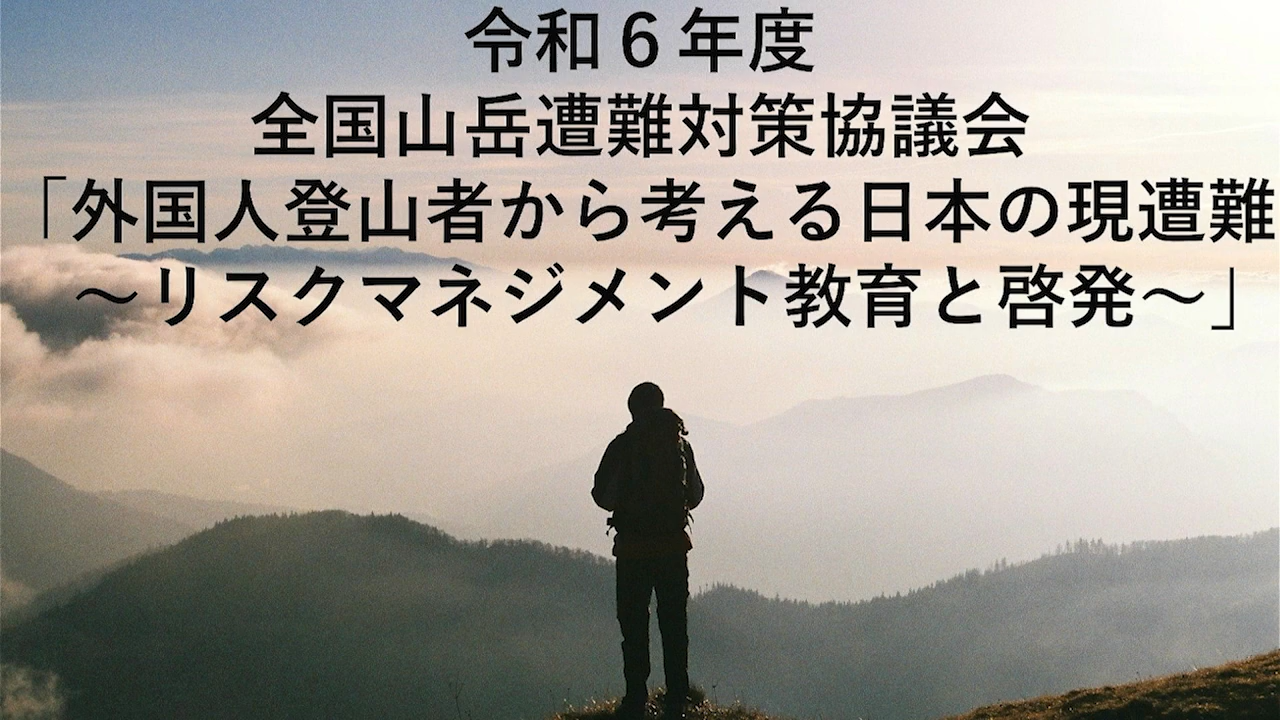 令和６年度
全国山岳遭難対策協議会
「外国人登山者から考える日本の現遭難
～リスクマネジメント教育と啓発～」